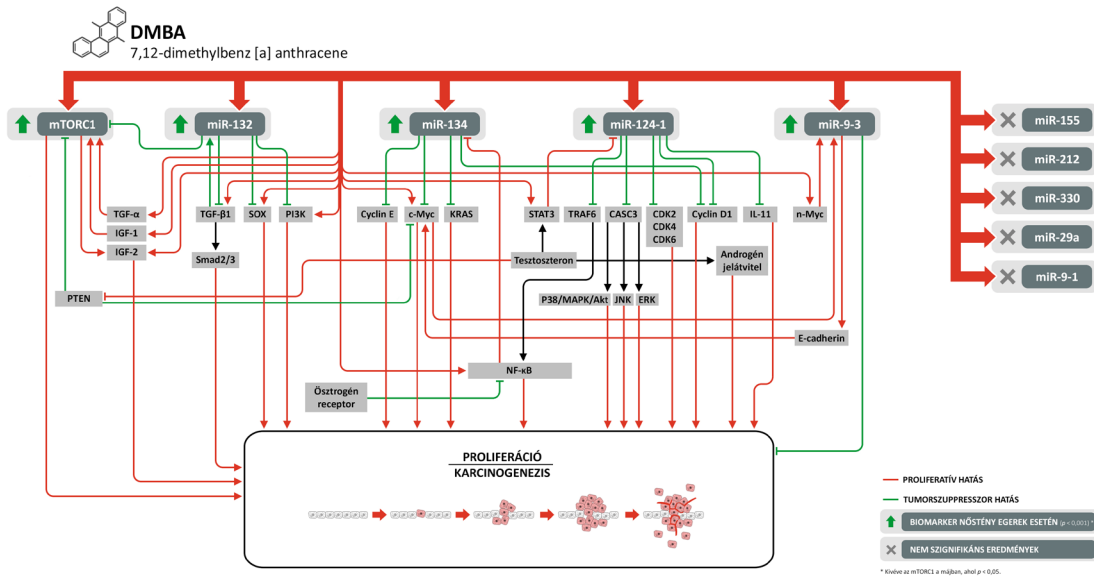 DMBA
7,12-dimethylbenz [a] anthracene
mTORC1
miR-132
miR-134
miR-124-1
miR-9-3
miR-155
miR-212
miR-330
miR-29a
miR-9-1
TGF-α
IGF-1
IGF-2
TGF-β1
SOX
PI3K
Cyclin E
c-Myc
KRAS
STAT3
TRAF6
CASC3
CDK2
CDK4
CDK6
Cyclin D1
IL-11
n-Myc
Smad2/3
Tesztoszteron
Androgén
jelátvitel
PTEN
P38/MAPK/Akt
JNK
ERK
E-cadherin
NF-κB
Ösztrogén
receptor
PROLIFERÁCIÓ
KARCINOGENEZIS
PROLIFERATÍV HATÁS
TUMORSZUPPRESSZOR HATÁS
BIOMARKER NŐSTÉNY EGEREK ESETÉN (p < 0,001) *
NEM SZIGNIFIKÁNS EREDMÉNYEK
* Kivéve az mTORC1 a májban, ahol p < 0,05.